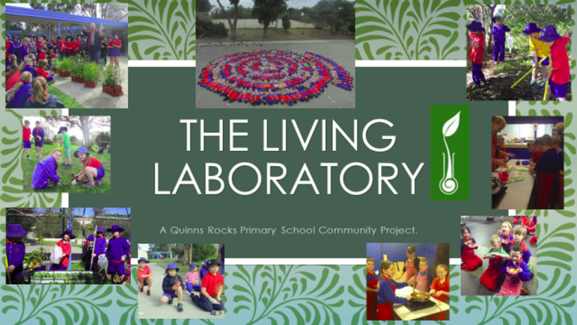 THE LIVING
LABORATORY
A Quinns Rocks Primary School Community Project.